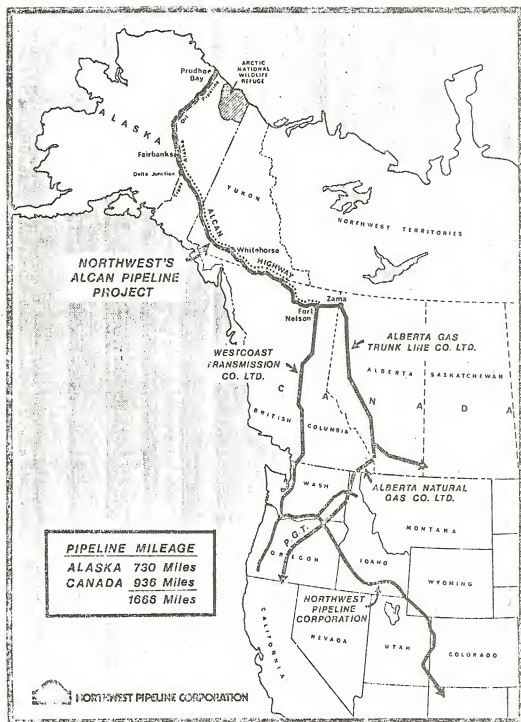 ARCTIC
NATIONAL
WILDLIFE
REFUGE
Prudhoe
Bay
ALASKA
Oil Pipeline
Fairbanks
Delta Junction
YUKON
ALCAN
HIGHWAY
Whitehorse
NORTHWEST TERRITORIES
NORTHWEST'S
ALCAN PIPELINE
PROJECT
Fort
Nelson
Zama
ALBERTA GAS
TRUNK LINE CO. LTD.
WESTCOAST
TRANSMISSION
CO. LTD.
ALBERTA
SASKATCHEWAN
CANADA
BRITISH COLUMBIA
ALBERTA NATURAL
GAS CO. LTD.
WASH
MONTANA
P.G.T.
OREGON
IDAHO
WYOMING
PIPELINE MILEAGE
ALASKA 730 Miles
CANADA 936 Miles
1666 Miles
NORTHWEST
PIPELINE
CORPORATION
CALIFORNIA
NEVADA
UTAH
COLORADO
NORTHWEST PIPELINE CORPORATION